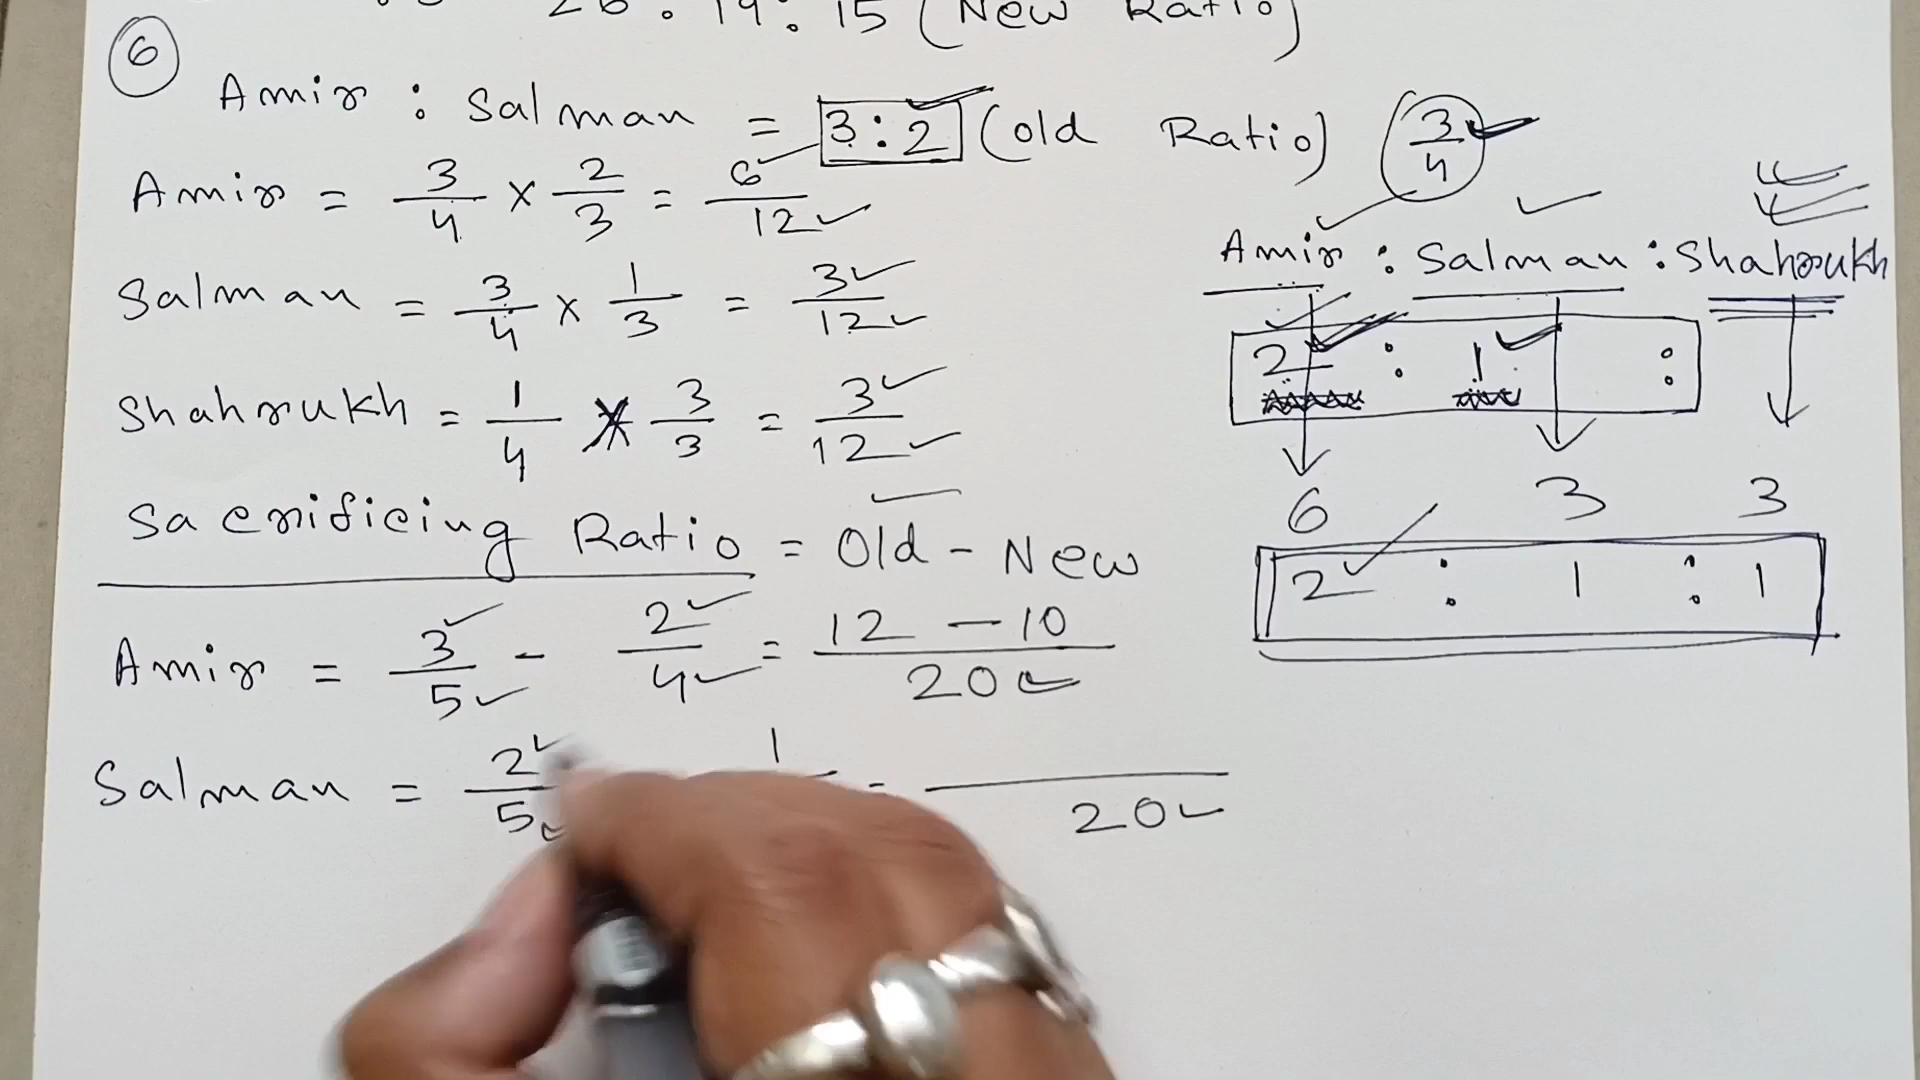 26 : 19 : 15 (New Ratio)
6
Amir : Salman = 3:2 (Old Ratio) 3/4
Amir = 3/4 × 2/3 = 6/12
Salman = 3/4 × 1/3 = 3/12
Shahrukh = 1/4 × 3/3 = 3/12
Sacrificing Ratio = Old - New
Amir = 3/5 - 2/4 = 12 - 10/20
Salman = 2/5 1 = 20
Amir : Salman : Shahrukh
2 : 1 :
6 3 3
2 : 1 : 1